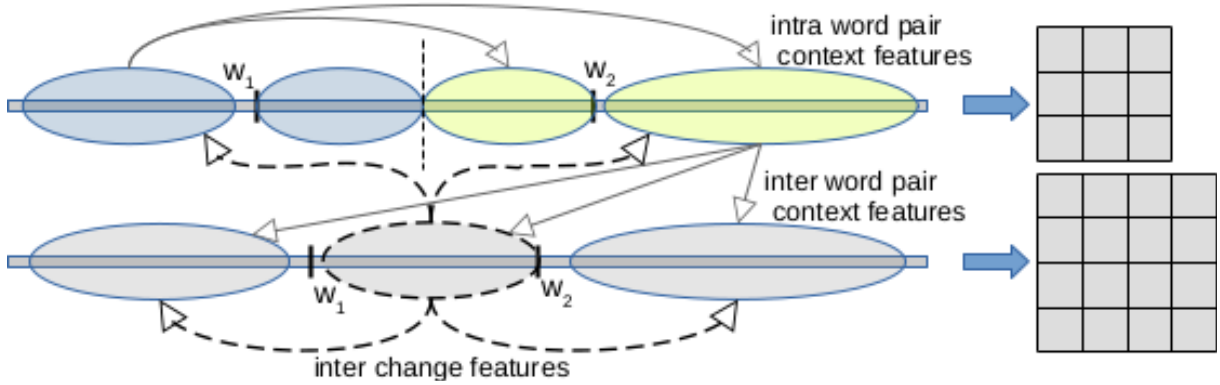 intra word pair
context features
w1
w2
inter word pair
context features
w1
w2
inter change features